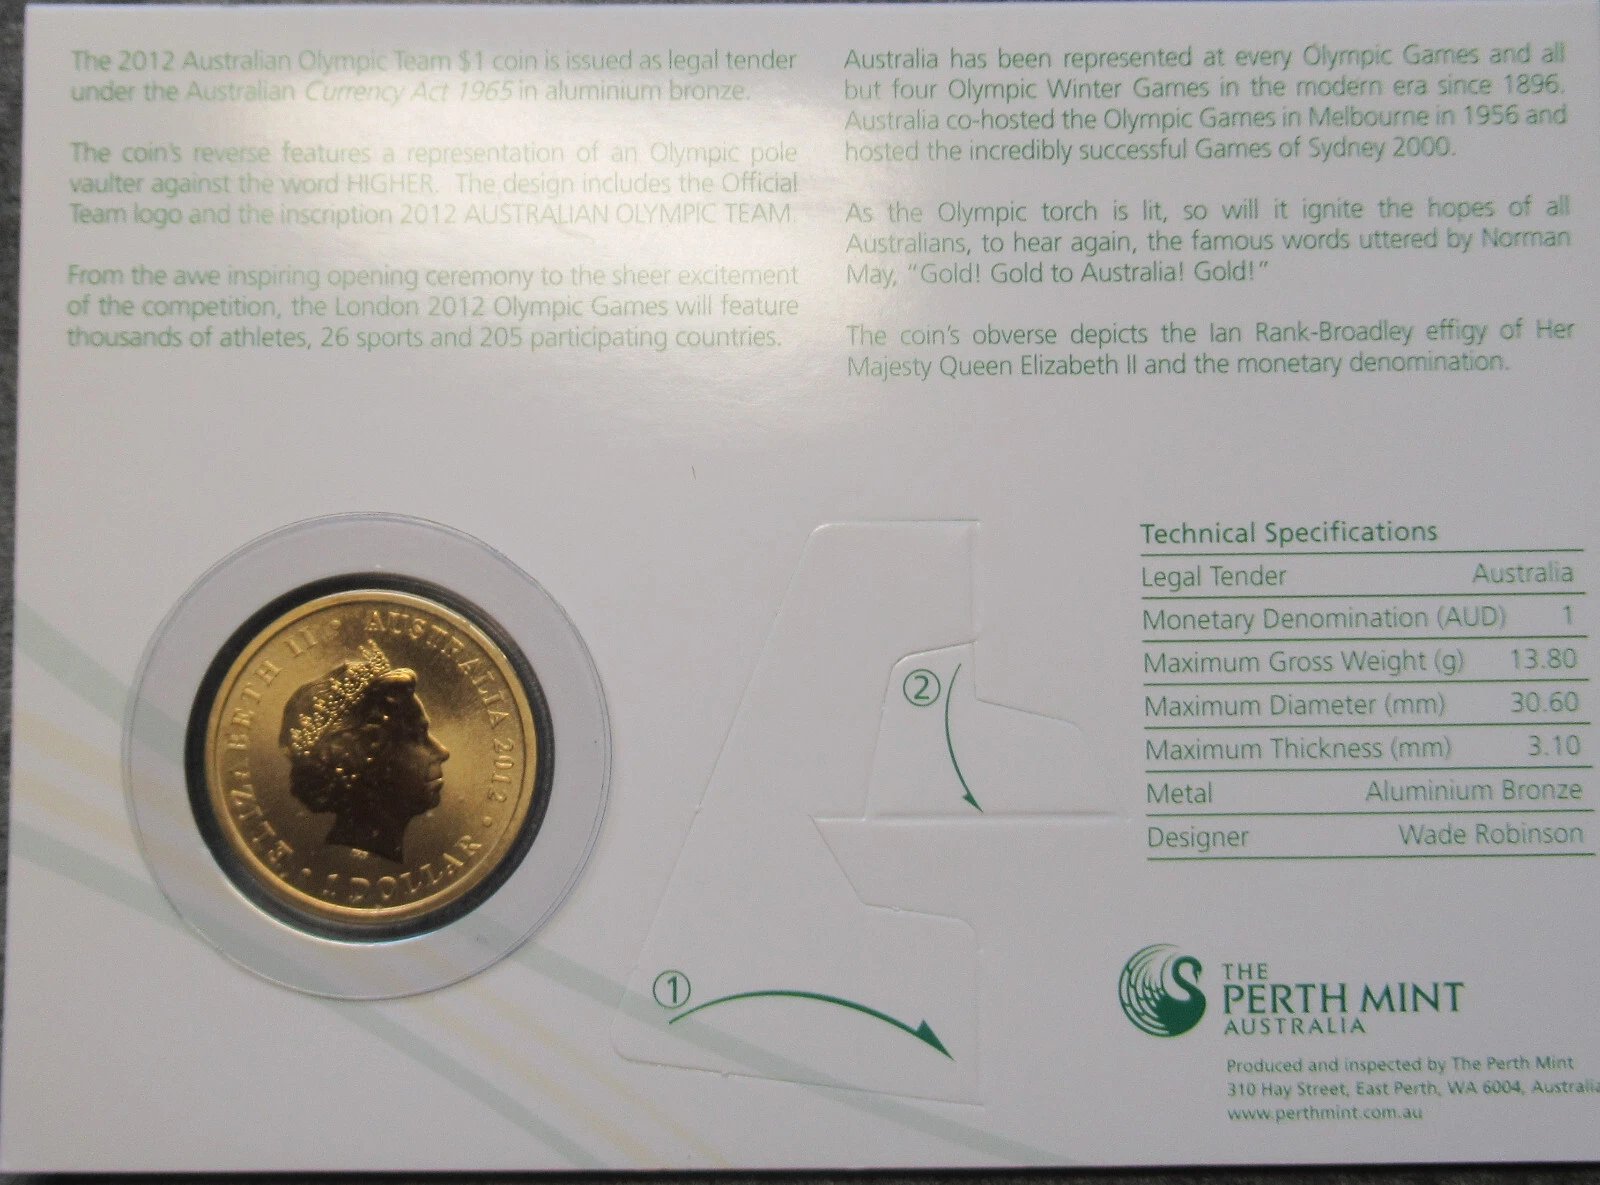 The 2012 Australian Olympic Team $1 coin is issued as legal tender
under the Australian Currency Act 1965 in aluminium bronze.
The coin's reverse features a representation of an Olympic pole
vaulter against the word HIGHER. The design includes the Official
Team logo and the inscription 2012 AUSTRALIAN OLYMPIC TEAM.
From the awe inspiring opening ceremony to the sheer excitement
of the competition, the London 2012 Olympic Games will feature
thousands of athletes, 26 sports and 205 participating countries.
Australia has been represented at every Olympic Games and all
but four Olympic Winter Games in the modern era since 1896.
Australia co-hosted the Olympic Games in Melbourne in 1956 and
hosted the incredibly successful Games of Sydney 2000.
As the Olympic torch is lit, so will it ignite the hopes of all
Australians, to hear again, the famous words uttered by Norman
May, "Gold! Gold to Australia! Gold!"
The coin's obverse depicts the Ian Rank-Broadley effigy of Her
Majesty Queen Elizabeth II and the monetary denomination.
ELIZABETH II • AUSTRALIA 2012 •
• 1 DOLLAR
IRB
2
1
Technical Specifications
Legal Tender Australia
Monetary Denomination (AUD) 1
Maximum Gross Weight (g) 13.80
Maximum Diameter (mm) 30.60
Maximum Thickness (mm) 3.10
Metal Aluminium Bronze
Designer Wade Robinson
THE
PERTH MINT
AUSTRALIA
Produced and inspected by The Perth Mint
310 Hay Street, East Perth, WA 6004, Australia
www.perthmint.com.au